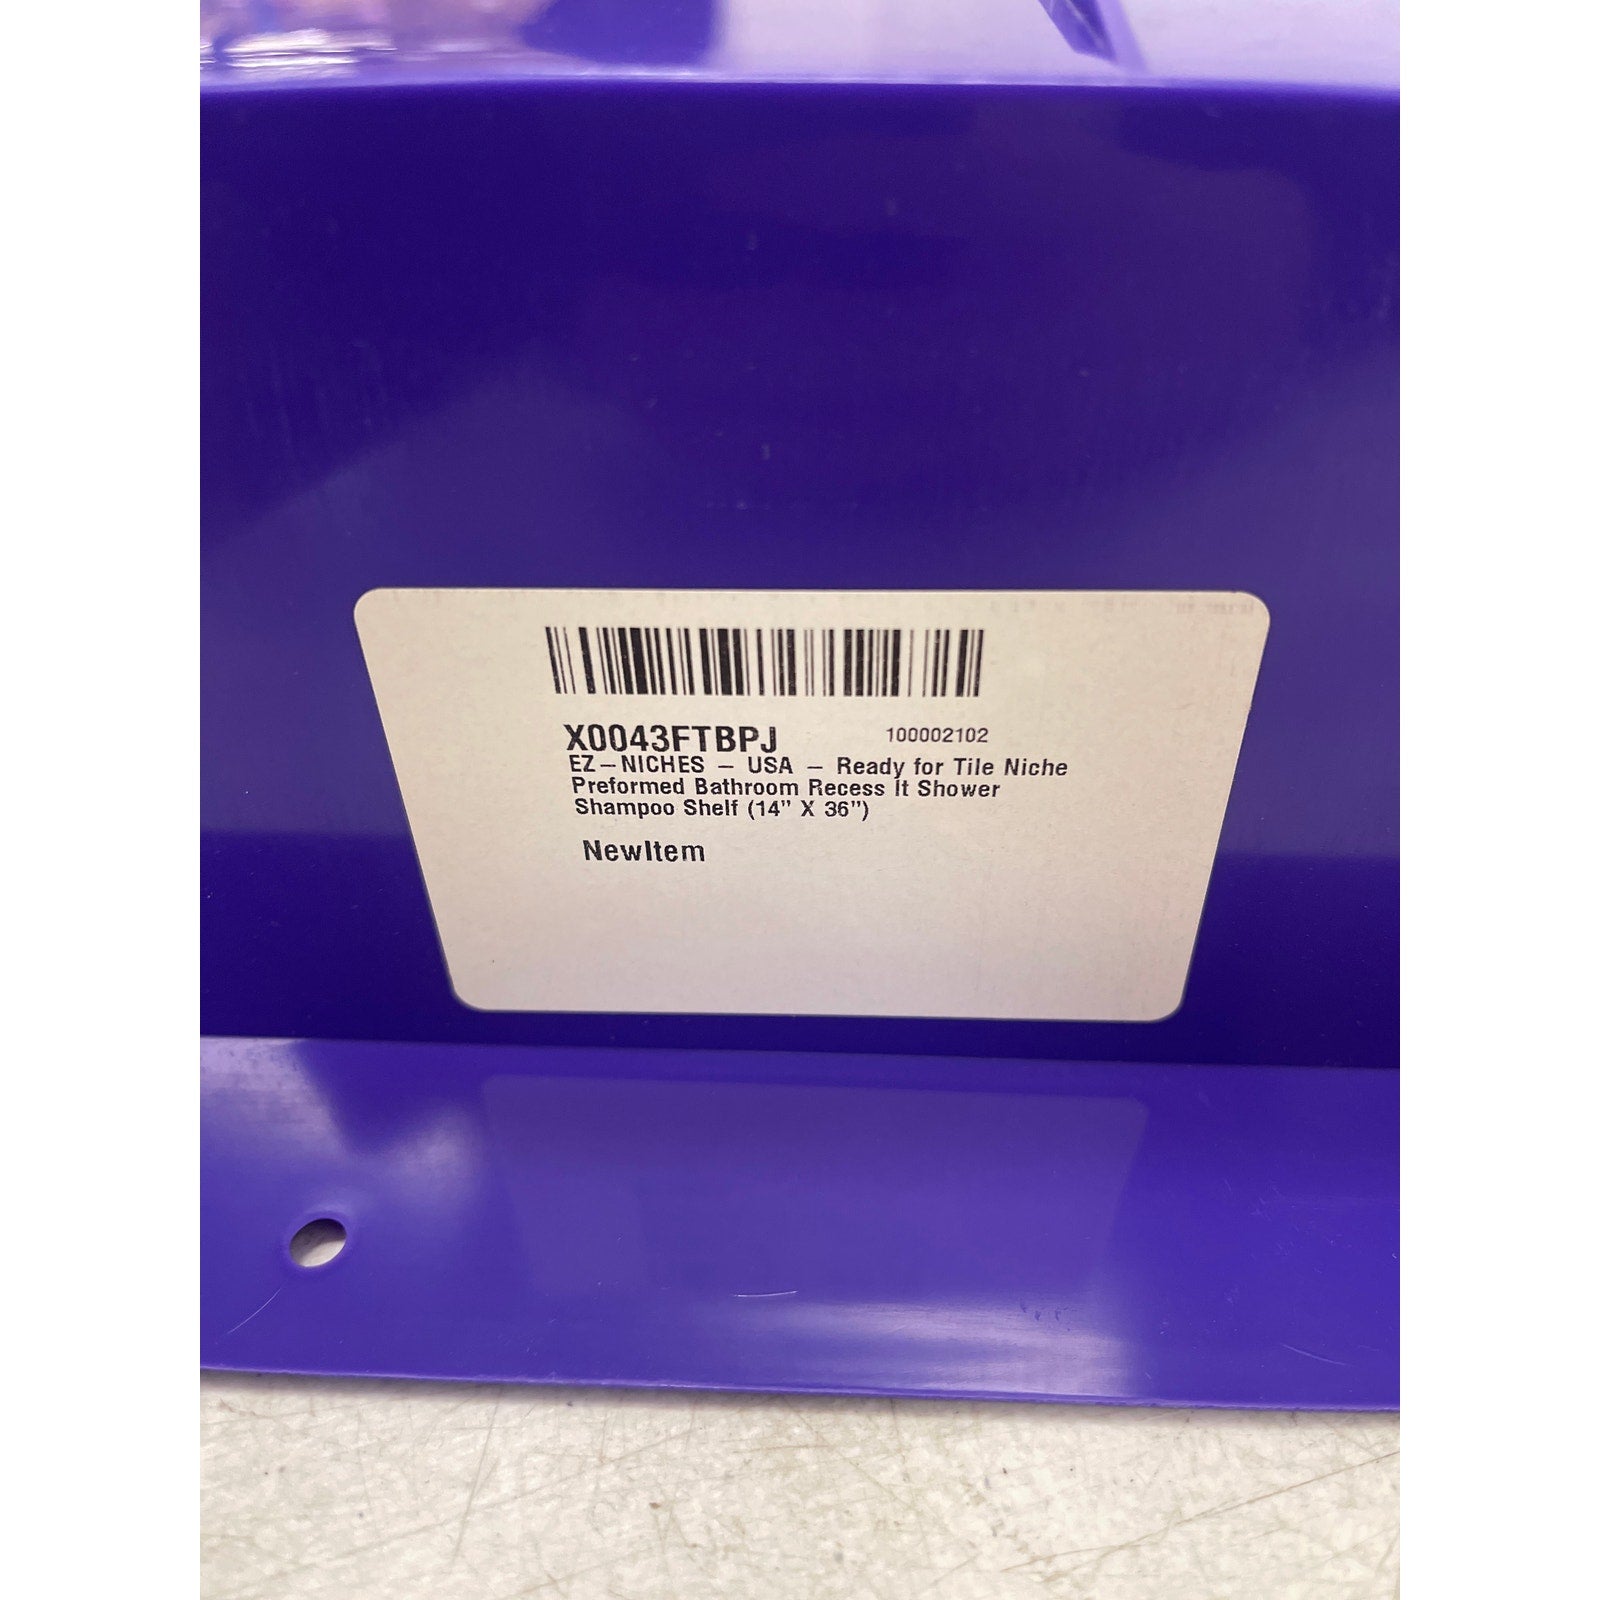 X0043FTBPJ 100002102
EZ-NICHES - USA - Ready for Tile Niche
Preformed Bathroom Recess It Shower
Shampoo Shelf (14” X 36”)
NewItem